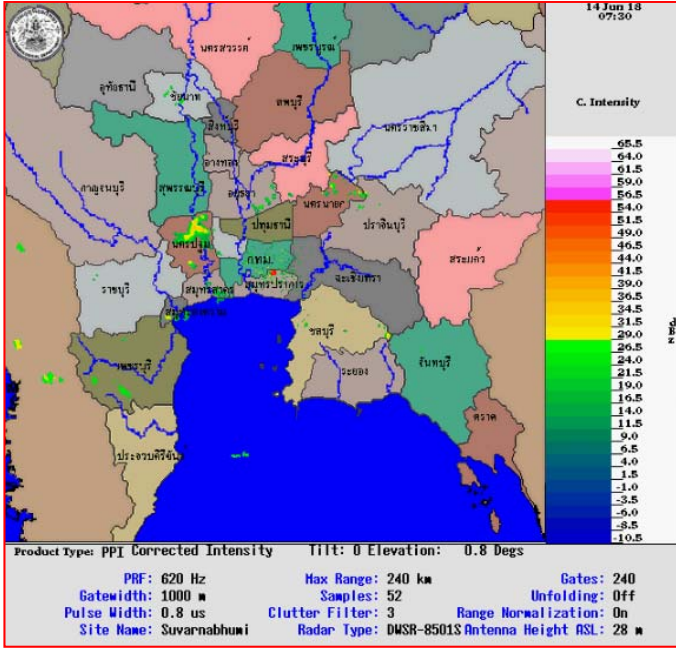 14 Jun 18
07:30
นครสวรรค์
เพชรบูรณ์
อุทัยธานี
ชัยนาท
ลพบุรี
สิงหบุรี
นครราชสีมา
อ่างทอง
สระบุรี
กาญจนบุรี
สุพรรณบุรี
อยุธยา
นครนายก
ปทุมธานี
ปราจีนบุรี
นครปฐม
กทม.
สระแก้ว
ราชบุรี
สมุทรสาคร
สมุทรปราการ
ฉะเชิงเทรา
ชลบุรี
เพชรบุรี
ระยอง
จันทบุรี
ตราด
ประจวบคีรีขันธ์
C. Intensity
65.5
64.0
61.5
59.0
56.5
54.0
51.5
49.0
46.5
44.0
41.5
39.0
36.5
34.0
31.5
29.0
26.5
24.0
21.5
19.0
16.5
14.0
11.5
9.0
6.5
4.0
1.5
-1.0
-3.5
-6.0
-8.5
-10.5
Product Type: PPI Corrected Intensity Tilt: 0 Elevation: 0.8 Degs
PRF: 620 Hz Max Range: 240 km Gates: 240
Gatewidth: 1000 m Samples: 52 Unfolding: Off
Pulse Width: 0.8 us Clutter Filter: 3 Range Normalization: On
Site Name: Suvarnabhumi Radar Type: DWSR-8501S Antenna Height ASL: 28 m